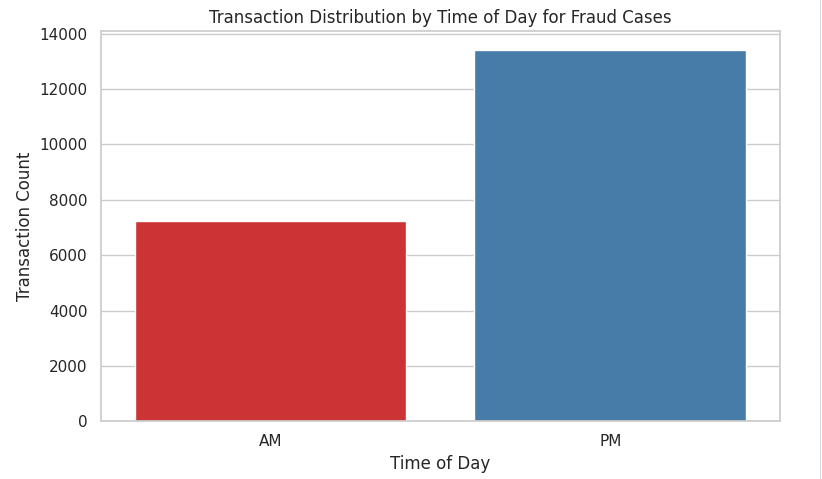 Transaction Distribution by Time of Day for Fraud Cases
14000
12000
10000
8000
6000
4000
2000
0
Transaction Count
AM
PM
Time of Day